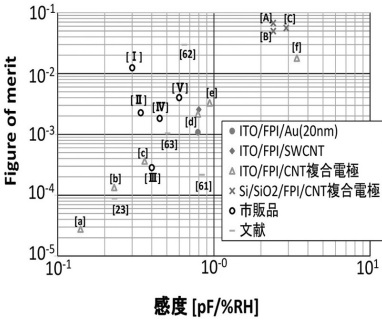 Figure of merit
10⁻¹
10⁻²
10⁻³
10⁻⁴
10⁻⁵
10⁻¹
10⁻⁰
10¹
感度 [pF/%RH]
[A]
[C]
[B]
[f]
[Ⅰ]
[62]
[Ⅱ]
[Ⅳ]
[Ⅴ]
[e]
[d]
[63]
[c]
[Ⅲ]
[61]
[b]
[23]
[a]
ITO/FPI/Au(20nm)
ITO/FPI/SWCNT
ITO/FPI/CNT複合電極
Si/SiO2/FPI/CNT複合電極
市販品
文献